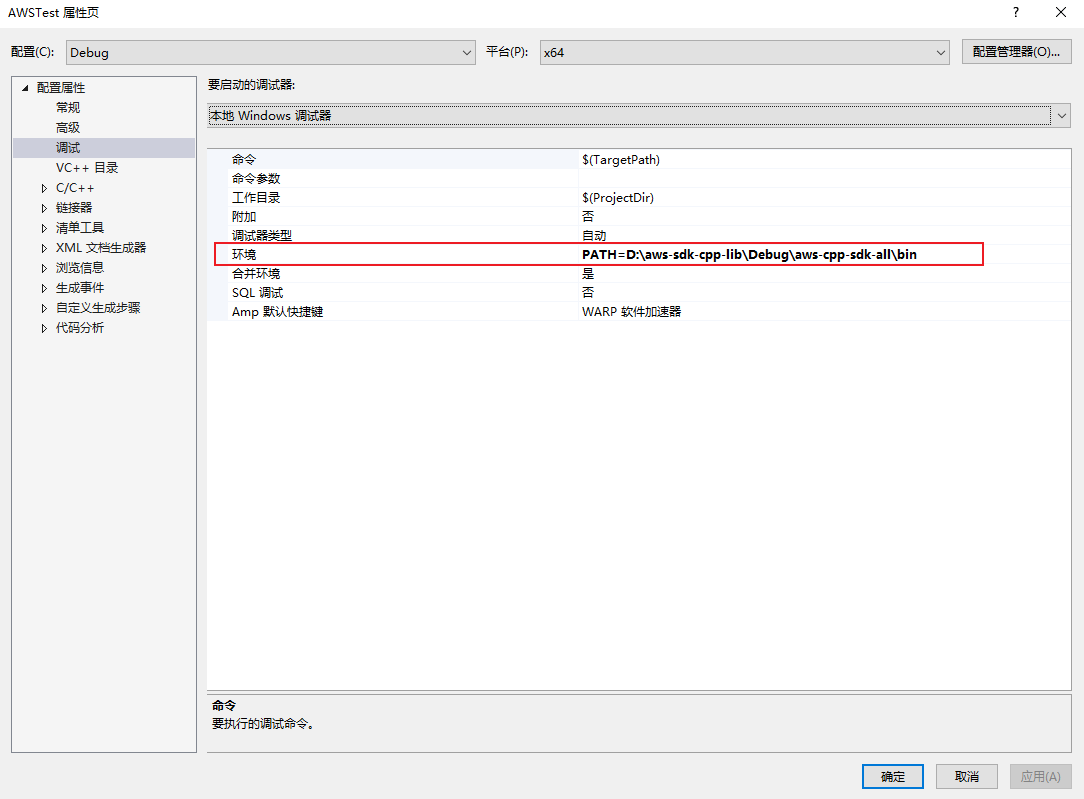 AWSTest 属性页
配置(C): Debug 平台(P): x64 配置管理器(O)...
配置属性
常规
高级
调试
VC++ 目录
C/C++
链接器
清单工具
XML 文档生成器
浏览信息
生成事件
自定义生成步骤
代码分析
要启动的调试器:
本地 Windows 调试器
命令 $(TargetPath)
命令参数
工作目录 $(ProjectDir)
附加 否
调试器类型 自动
环境 PATH=D:\aws-sdk-cpp-lib\Debug\aws-cpp-sdk-all\bin
合并环境 是
SQL 调试 否
Amp 默认快捷键 WARP 软件加速器
命令
要执行的调试命令。
确定 取消 应用(A)